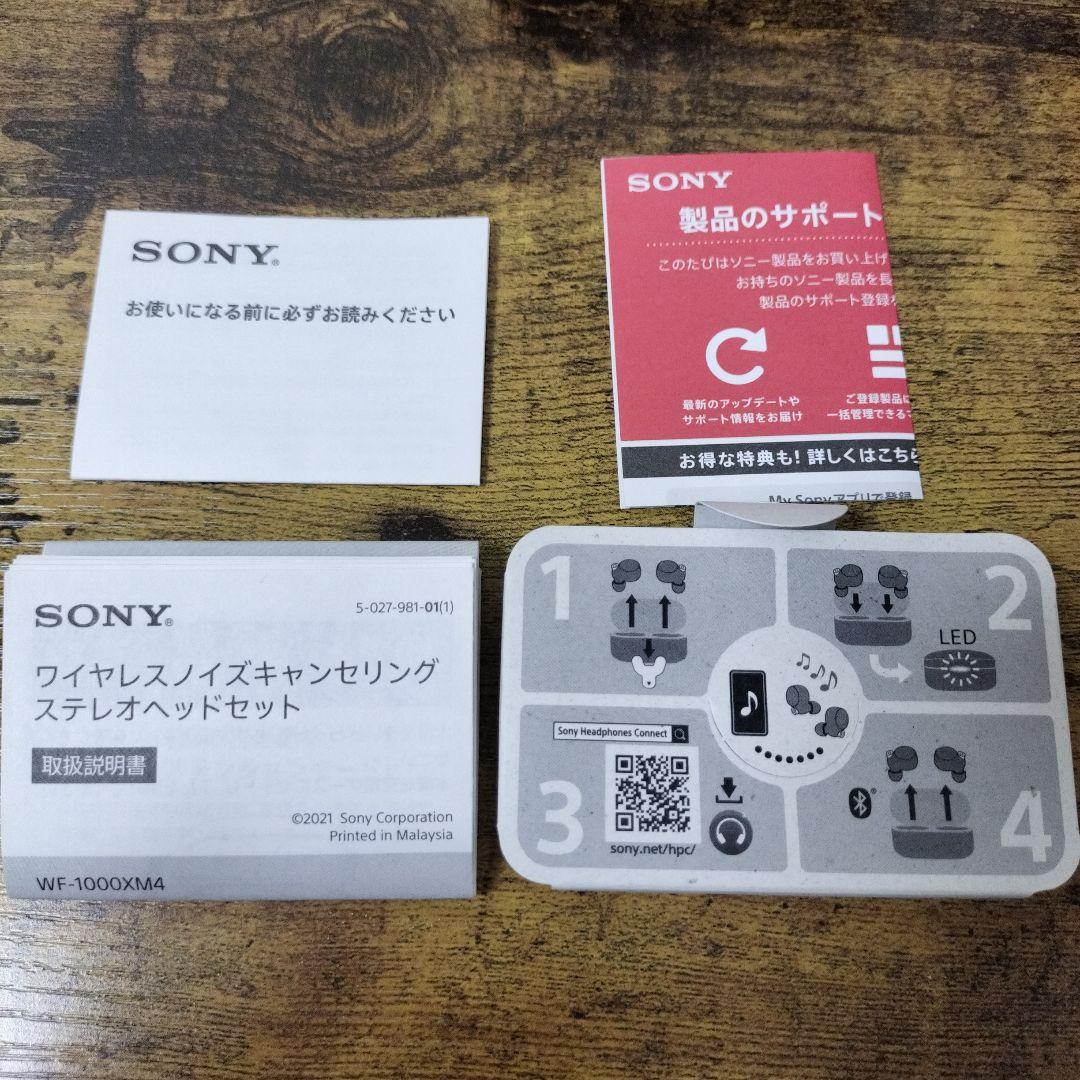 SONY®
お使いになる前に必ずお読みください
SONY
製品のサポート
このたびはソニー製品をお買い上げ
お持ちのソニー製品を長
製品のサポート登録
最新のアップデートや
サポート情報をお届け
ご登録製品
一括管理できる
お得な特典も! 詳しくはこちら
My Sony アプリで登録
SONY®
5-027-981-01(1)
ワイヤレスノイズキャンセリング
ステレオヘッドセット
取扱説明書
©2021 Sony Corporation
Printed in Malaysia
WF-1000XM4
1
2
LED
3
Sony Headphones Connect
sony.net/hpc/
4